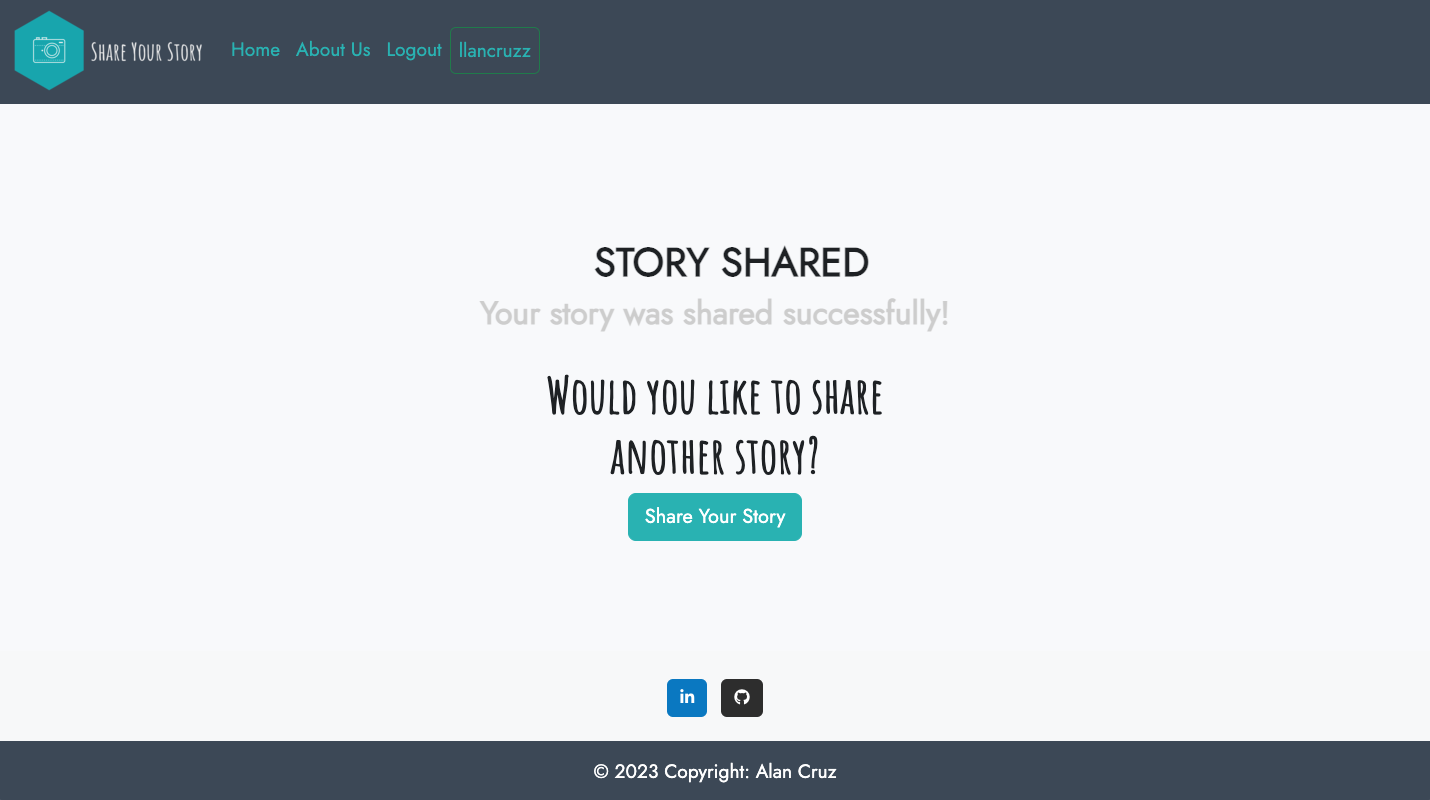 Share Your Story Home About Us Logout llancruzz
STORY SHARED
Your story was shared successfully!
Would you like to share
another story?
Share Your Story
in
© 2023 Copyright: Alan Cruz